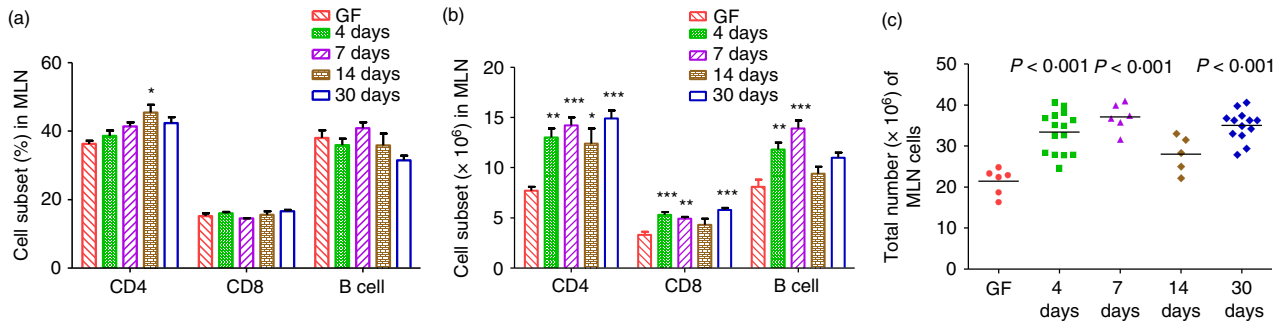 (a)
GF
4 days
7 days
14 days
30 days
Cell subset (%) in MLN
60
40
20
0
*
CD4
CD8
B cell
(b)
GF
4 days
7 days
14 days
30 days
Cell subset (× 10⁶) in MLN
20
15
10
5
0
** *** * ***
*** ** ***
** ***
CD4
CD8
B cell
(c)
P < 0·001 P < 0·001 P < 0·001
Total number (× 10⁶) of
MLN cells
50
40
30
20
10
0
GF
4
days
7
days
14
days
30
days